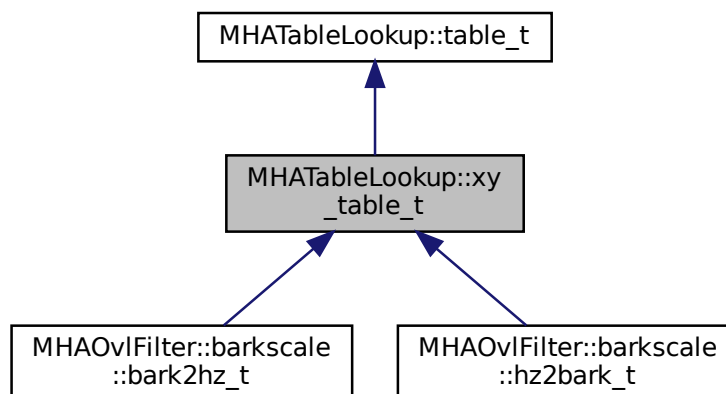 MHATableLookup::table_t
MHATableLookup::xy
_table_t
MHAOvlFilter::barkscale
::bark2hz_t
MHAOvlFilter::barkscale
::hz2bark_t